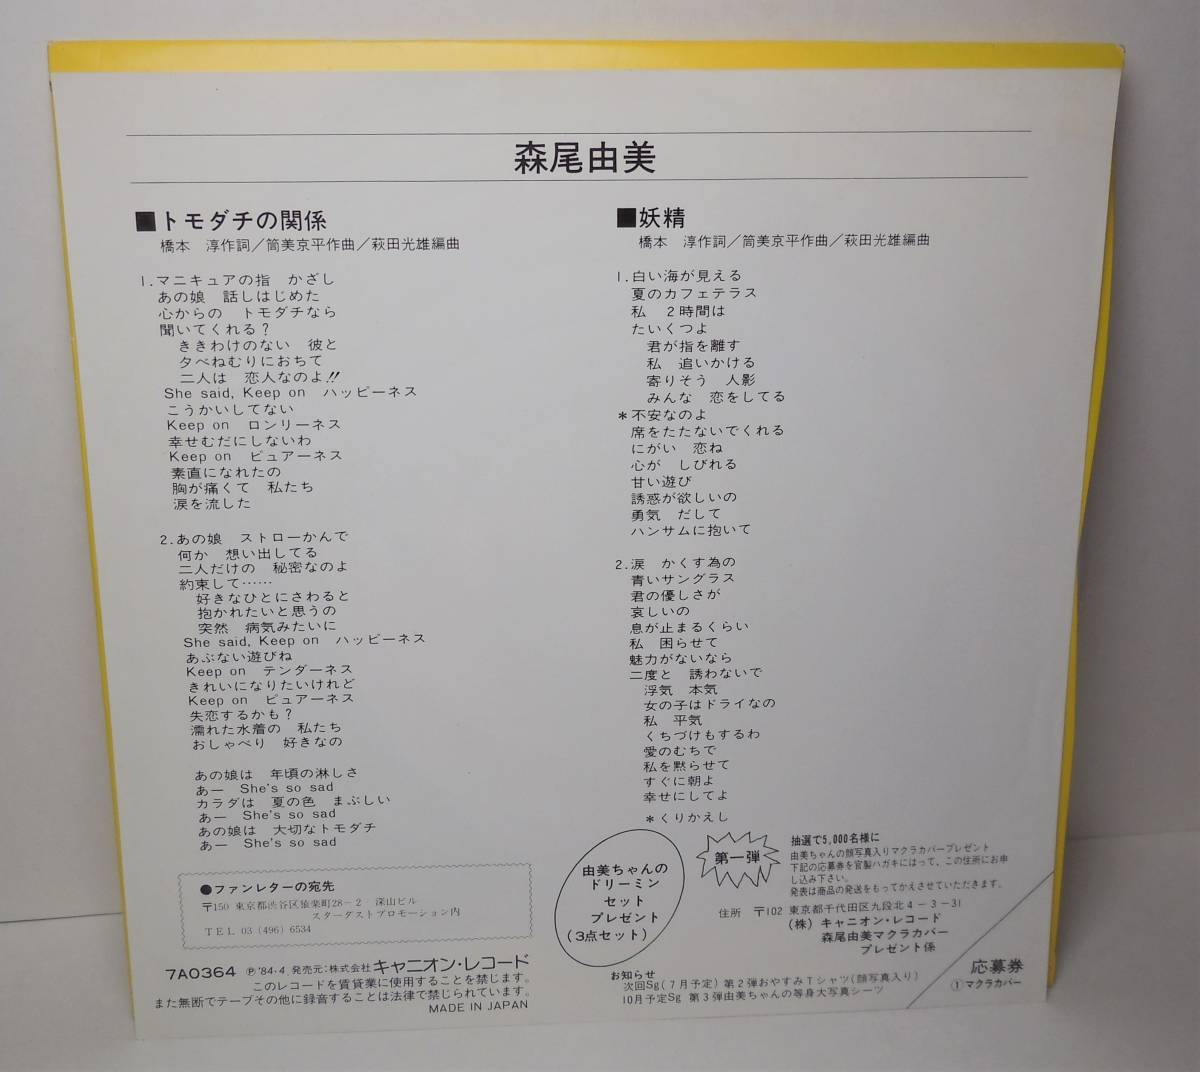 森尾由美
■トモダチの関係
橋本　淳作詞／筒美京平作曲／萩田光雄編曲
1.マニキュアの指　かざし
あの娘　話しはじめた
心からの　トモダチなら
聞いてくれる？
ききわけのない　彼と
夕べねむりにおちて
二人は　恋人なのよ!!
She said, Keep on　ハッピーネス
こうかいしてない
Keep on　ロンリーネス
幸せむだにしないわ
Keep on　ピュアーネス
素直になれたの
胸が痛くて　私たち
涙を流した
2.あの娘　ストローかんで
何か　想い出してる
二人だけの　秘密なのよ
約束して……
好きなひとにさわると
抱かれたいと思うの
突然　病気みたいに
She said, Keep on　ハッピーネス
あぶない遊びね
Keep on　テンダーネス
きれいになりたいけれど
Keep on　ピュアーネス
失恋するかも？
濡れた水着の　私たち
おしゃべり　好きなの
あの娘は　年頃の淋しさ
あー　She's so sad
カラダは　夏の色　まぶしい
あー　She's so sad
あの娘は　大切なトモダチ
あー　She's so sad
●ファンレターの宛先
〒150 東京都渋谷区猿楽町28－2　深山ビル
スターダストプロモーション内
TEL 03 (496) 6534
7A0364 Ⓟ'84・4. 発売元:株式会社キャニオン・レコード
このレコードを賃貸業に使用することを禁じます。
また無断でテープその他に録音することは法律で禁じられています。
MADE IN JAPAN
■妖精
橋本　淳作詞／筒美京平作曲／萩田光雄編曲
1.白い海が見える
夏のカフェテラス
私　2時間は
たいくつよ
君が指を離す
私　追いかける
寄りそう　人影
みんな　恋をしてる
＊不安なのよ
席をたたないでくれる
にがい　恋ね
心が　しびれる
甘い遊び
誘惑が欲しいの
勇気　だして
ハンサムに抱いて
2.涙　かくす為の
青いサングラス
君の優しさが
哀しいの
息が止まるくらい
私　困らせて
魅力がないなら
二度と　誘わないで
浮気　本気
女の子はドライなの
私　平気
くちづけもするわ
愛のむちで
私を黙らせて
すぐに朝よ
幸せにしてよ
＊くりかえし
由美ちゃんの
ドリーミン
セット
プレゼント
(3点セット)
第一弾
抽選で5,000名様に
由美ちゃんの顔写真入りマクラカバープレゼント
下記の応募券を官製ハガキにはって、この住所にお申
し込み下さい。
発表は商品の発送をもってかえさせていただきます。
住所　〒102 東京都千代田区九段北4－3－31
(株) キャニオン・レコード
森尾由美マクラカバー
プレゼント係
お知らせ
次回Sg(7月予定) 第2弾おやすみTシャツ(顔写真入り)
10月予定Sg 第3弾由美ちゃんの等身大写真シーツ
応募券
①マクラカバー